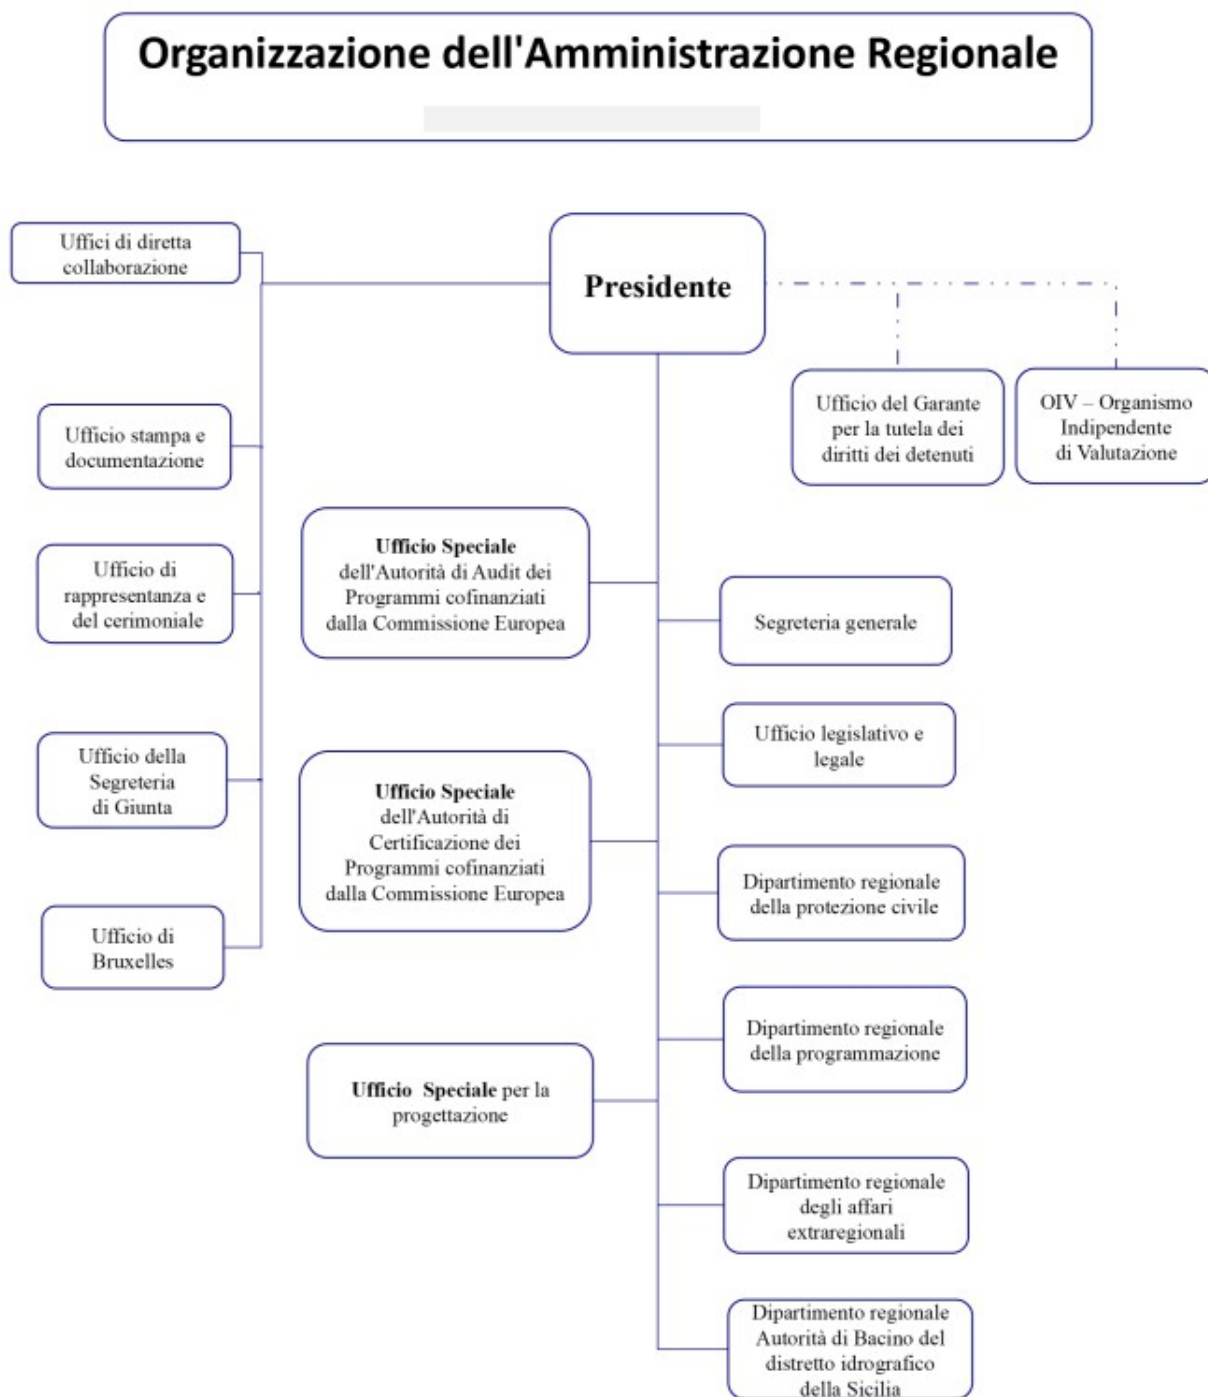 Organizzazione dell'Amministrazione Regionale
Uffici di diretta
collaborazione
Presidente
Ufficio del Garante
per la tutela dei
diritti dei detenuti
OIV – Organismo
Indipendente
di Valutazione
Ufficio stampa e
documentazione
Ufficio di
rappresentanza e
del cerimoniale
Ufficio della
Segreteria
di Giunta
Ufficio di
Bruxelles
Ufficio Speciale
dell'Autorità di Audit dei
Programmi cofinanziati
dalla Commissione Europea
Ufficio Speciale
dell'Autorità di
Certificazione dei
Programmi cofinanziati
dalla Commissione Europea
Ufficio Speciale per la
progettazione
Segreteria generale
Ufficio legislativo e
legale
Dipartimento regionale
della protezione civile
Dipartimento regionale
della programmazione
Dipartimento regionale
degli affari
extraregionali
Dipartimento regionale
Autorità di Bacino del
distretto idrografico
della Sicilia